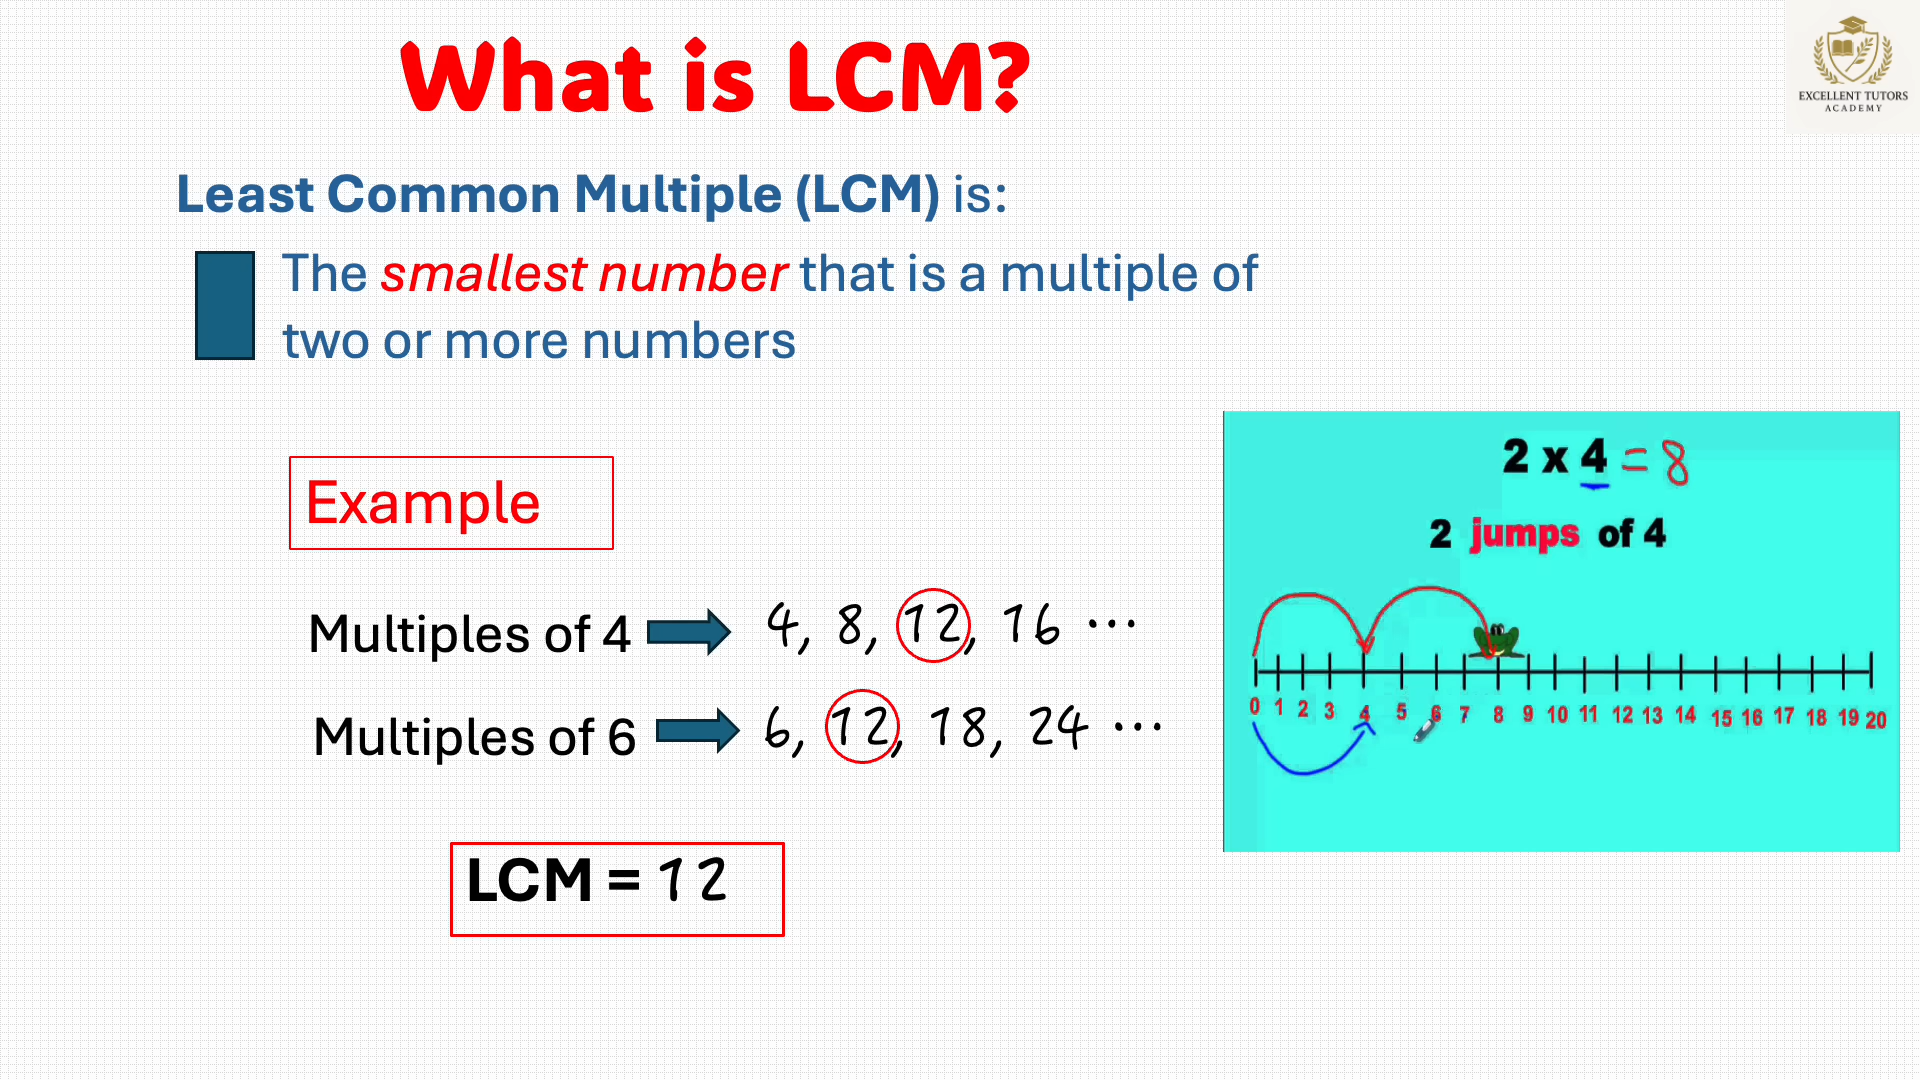 What is LCM?
EXCELLENT TUTORS
ACADEMY
Least Common Multiple (LCM) is:
The smallest number that is a multiple of
two or more numbers
Example
Multiples of 4 4, 8, 12, 16 ...
Multiples of 6 6, 12, 18, 24 ...
LCM = 12
2 x 4 = 8
2 jumps of 4
0 1 2 3 4 5 6 7 8 9 10 11 12 13 14 15 16 17 18 19 20